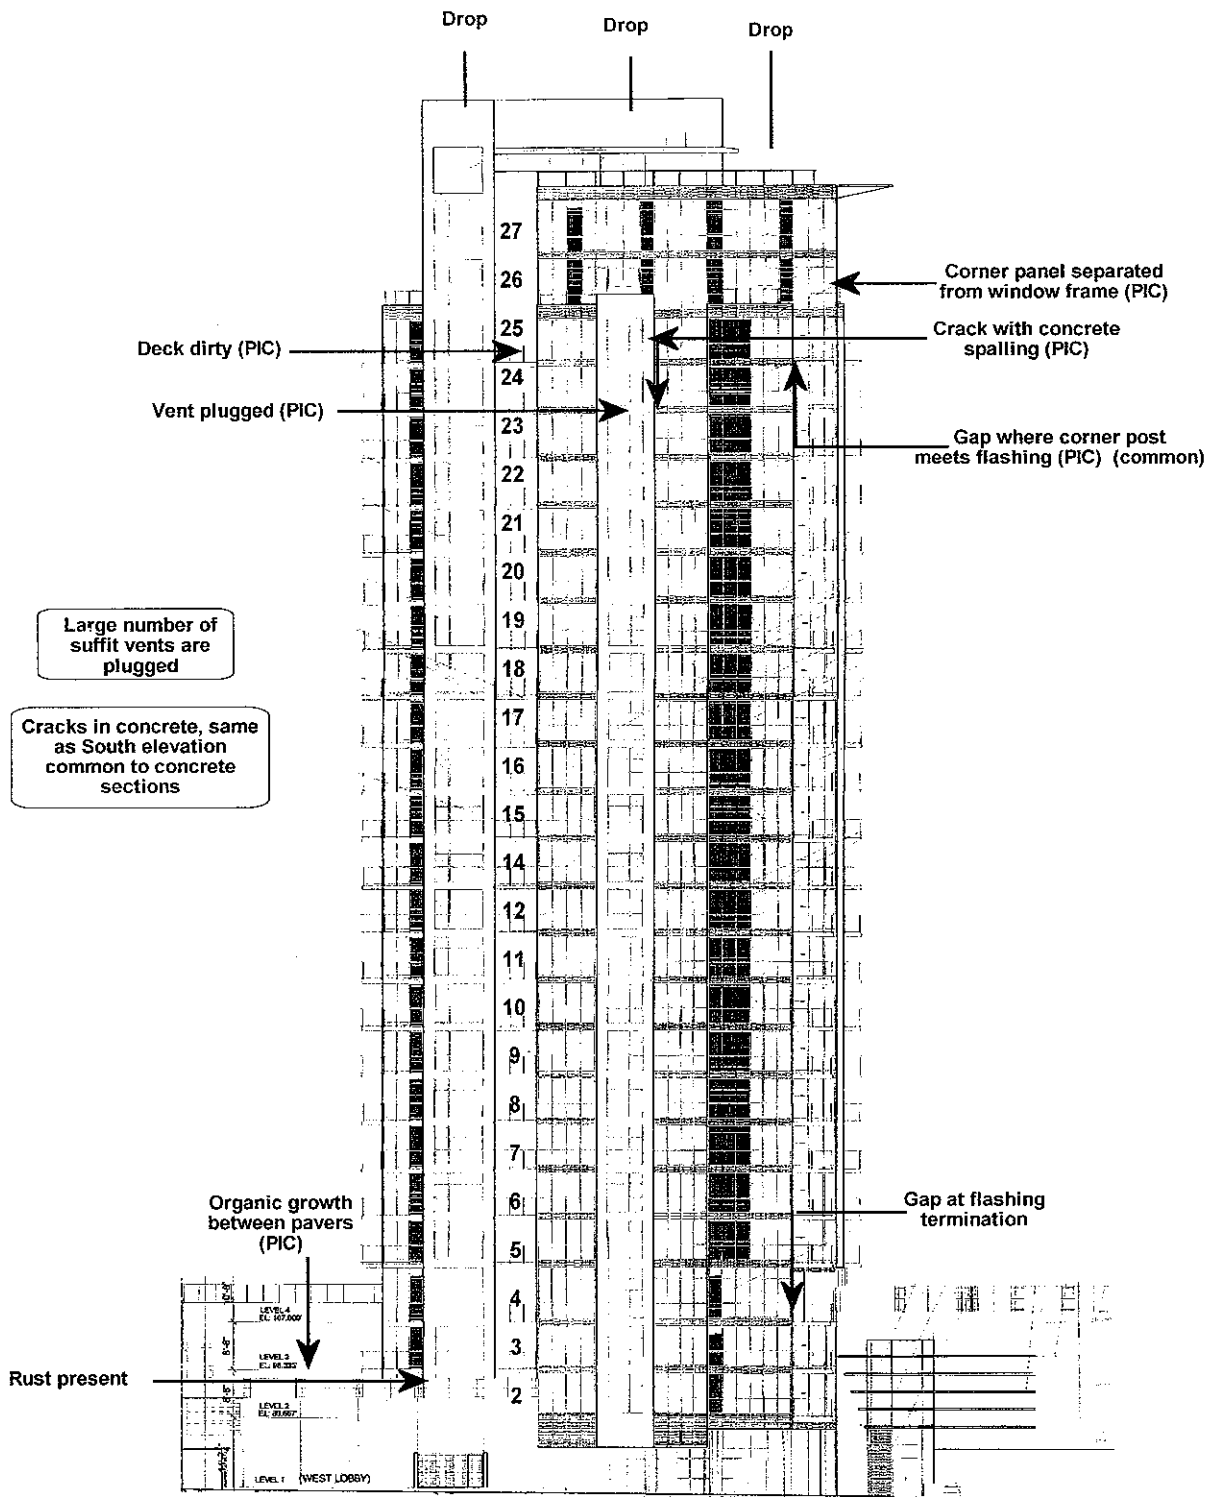 Drop
Drop
Drop
27
26
Corner panel separated
from window frame (PIC)
25
Crack with concrete
spalling (PIC)
Deck dirty (PIC)
24
Vent plugged (PIC)
23
Gap where corner post
meets flashing (PIC) (common)
22
21
20
19
Large number of
suffit vents are
plugged
18
17
Cracks in concrete, same
as South elevation
common to concrete
sections
16
15
14
12
11
10
9
8
7
6
Organic growth
between pavers
(PIC)
Gap at flashing
termination
5
4
LEVEL 4
3
LEVEL 3
Rust present
2
LEVEL 2
LEVEL 1 (WEST LOBBY)